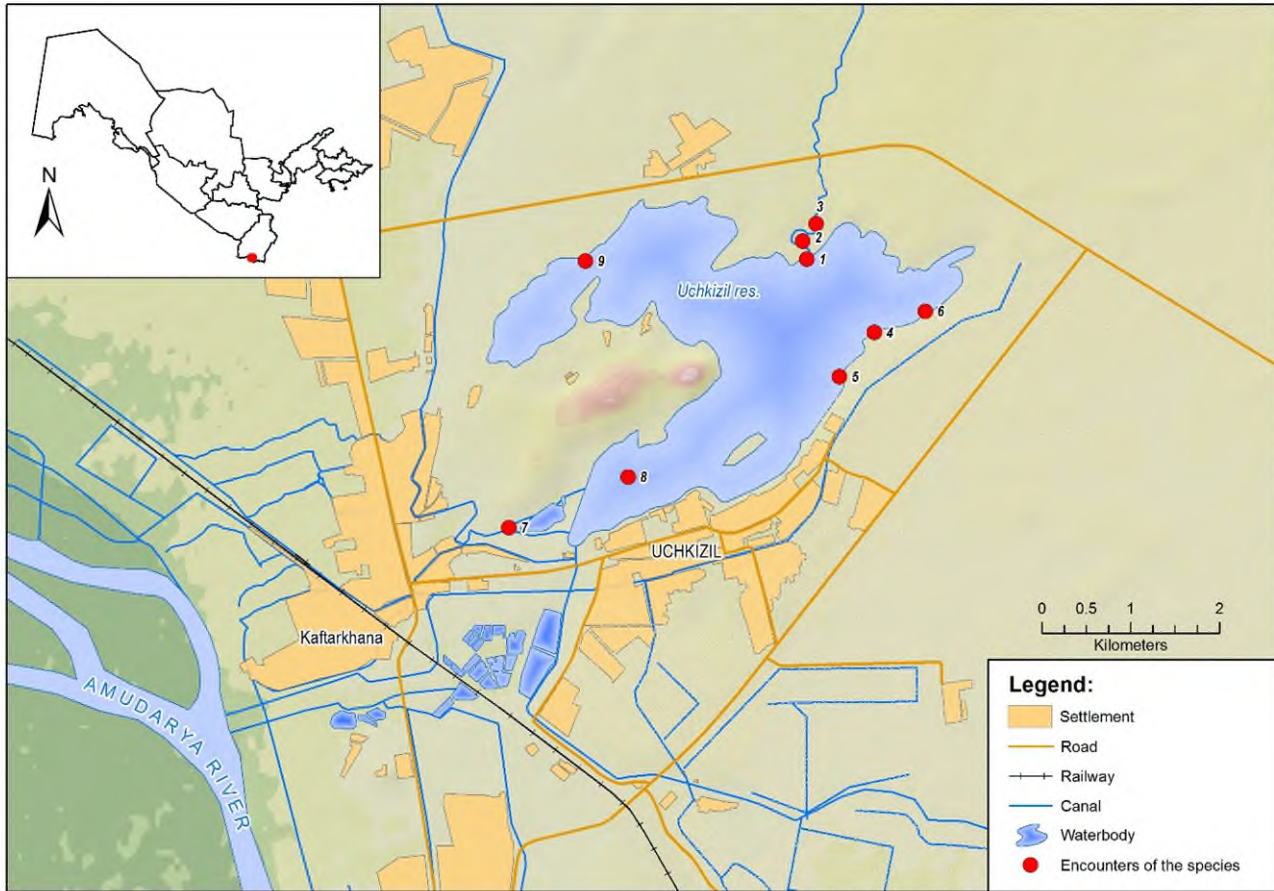 N
3
2
1
9
Uchkizil res.
6
4
5
8
7
UCHKIZIL
Kaftarkhana
AMUDARYA RIVER
0 0.5 1 2
Kilometers
Legend:
Settlement
Road
Railway
Canal
Waterbody
Encounters of the species